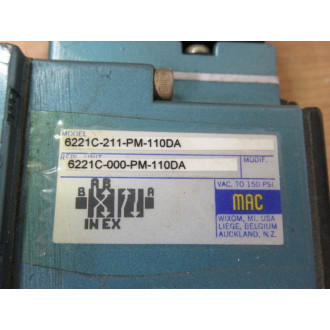 MODEL
6221C-211-PM-110DA
6221C-000-PM-110DA
MODIF.
VAC. TO 150 PSI.
A B
B A
IN EX
MAC
WIXOM, MI. USA
LIEGE, BELGIUM
AUCKLAND, N.Z.